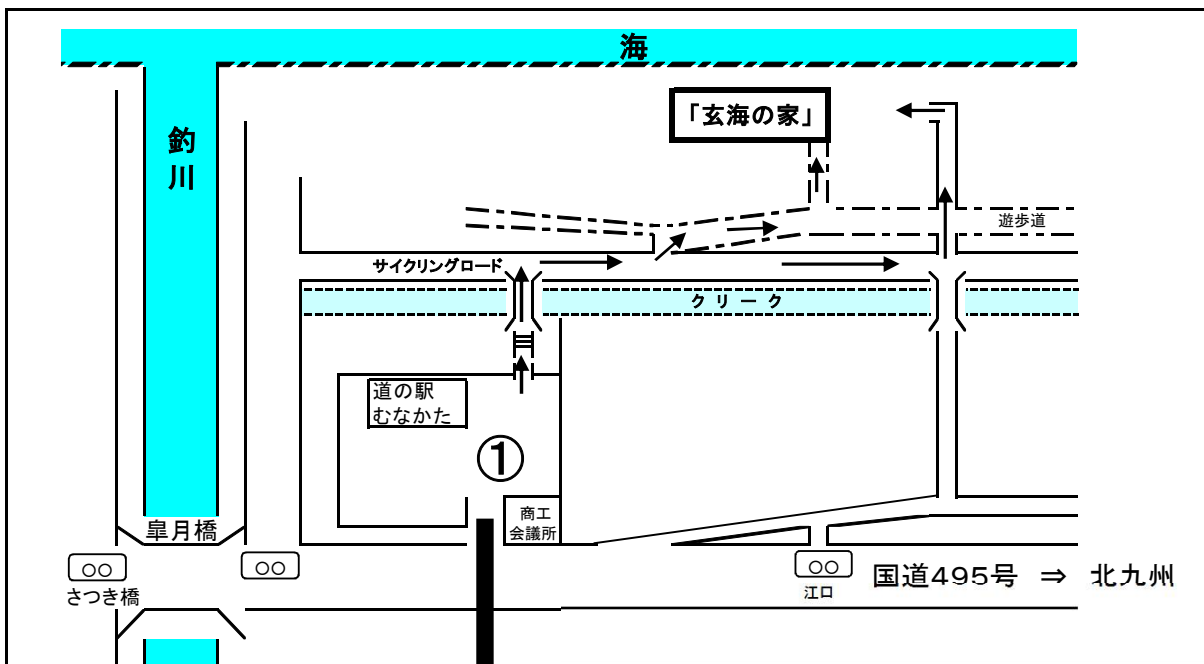 海
釣川
「玄海の家」
遊歩道
サイクリングロード
クリーク
道の駅
むなかた
①
商工
会議所
皐月橋
○○
さつき橋
○○
○○
江口
国道495号 ⇒ 北九州